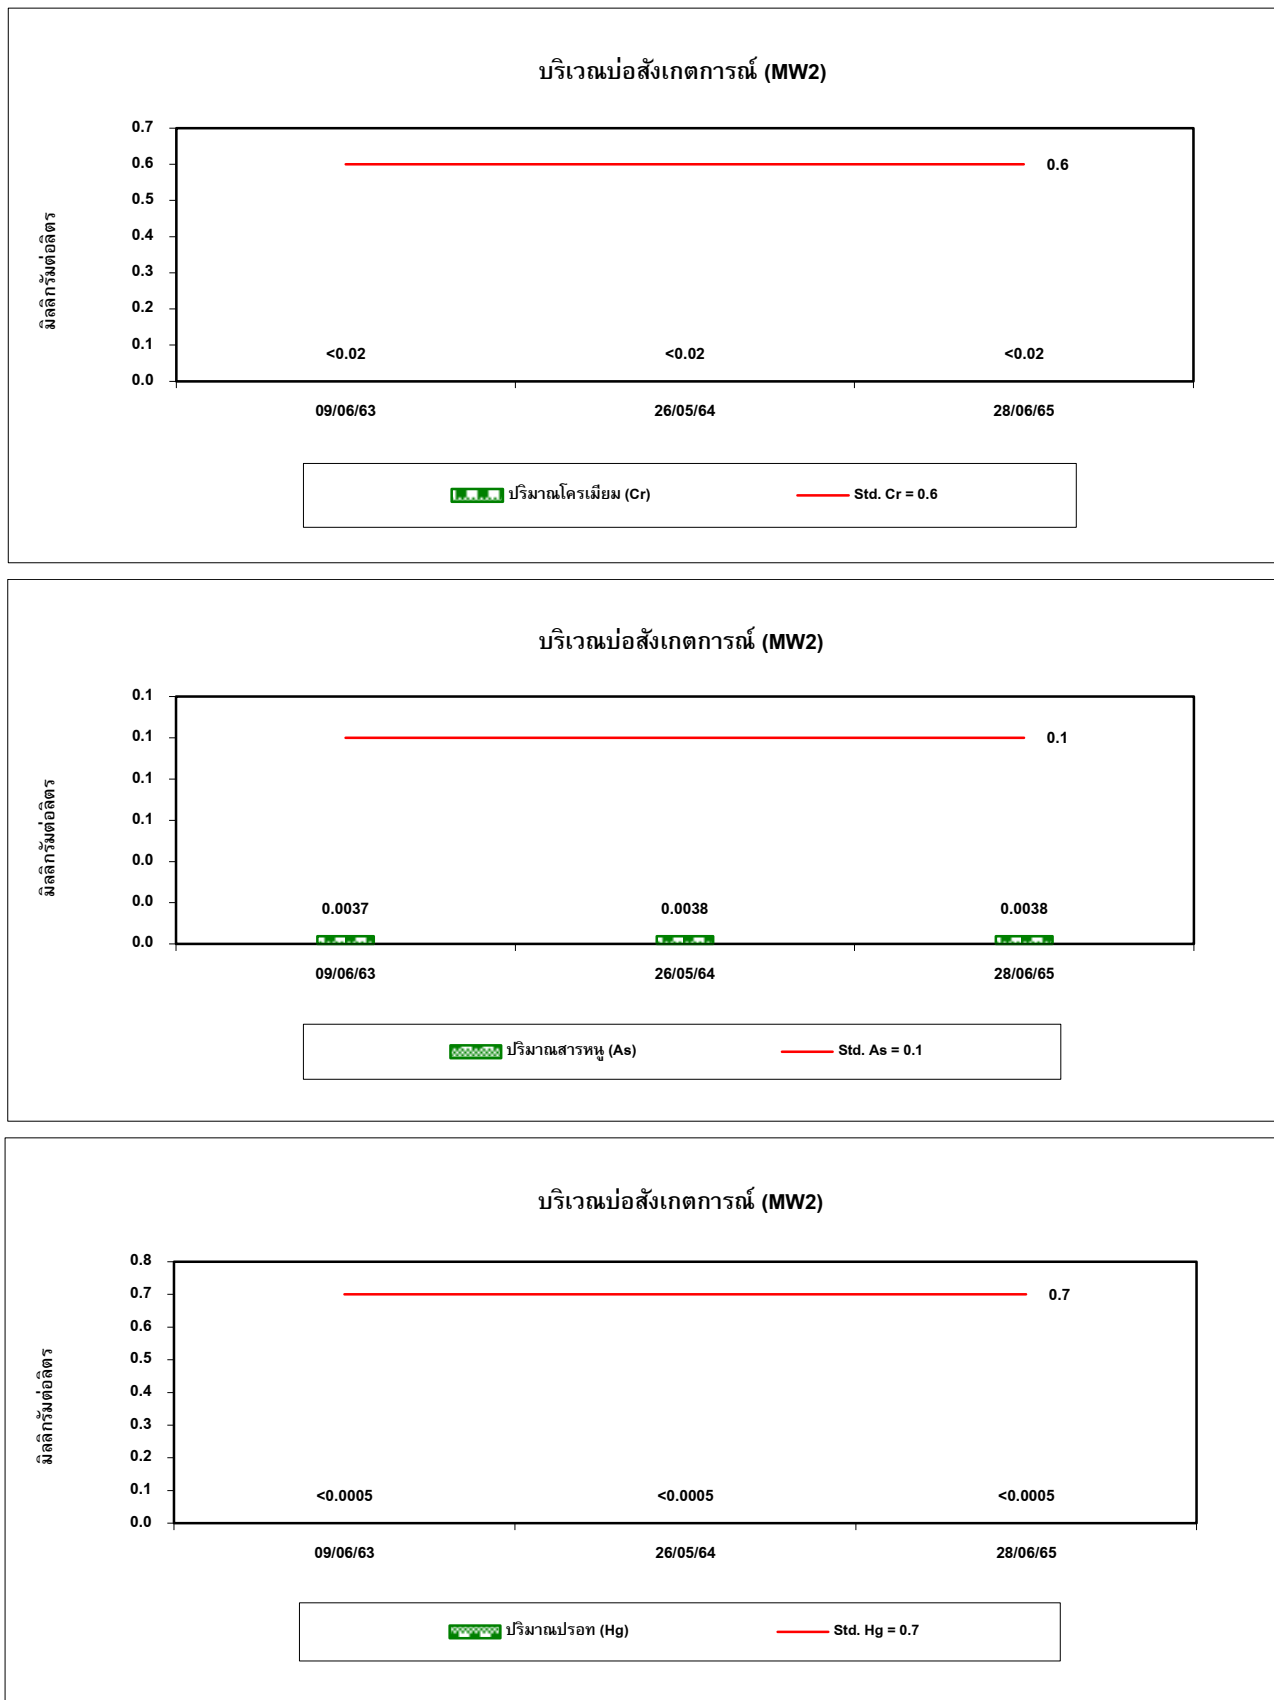 บริเวณบ่อสังเกตการณ์ (MW2)
มิลลิกรัมต่อลิตร
0.7
0.6
0.5
0.4
0.3
0.2
0.1
0.0
0.6
<0.02 <0.02 <0.02
09/06/63 26/05/64 28/06/65
ปริมาณโครเมียม (Cr) Std. Cr = 0.6
บริเวณบ่อสังเกตการณ์ (MW2)
มิลลิกรัมต่อลิตร
0.1
0.1
0.1
0.1
0.0
0.0
0.0
0.1
0.0037 0.0038 0.0038
09/06/63 26/05/64 28/06/65
ปริมาณสารหนู (As) Std. As = 0.1
บริเวณบ่อสังเกตการณ์ (MW2)
มิลลิกรัมต่อลิตร
0.8
0.7
0.6
0.5
0.4
0.3
0.2
0.1
0.0
0.7
<0.0005 <0.0005 <0.0005
09/06/63 26/05/64 28/06/65
ปริมาณปรอท (Hg) Std. Hg = 0.7